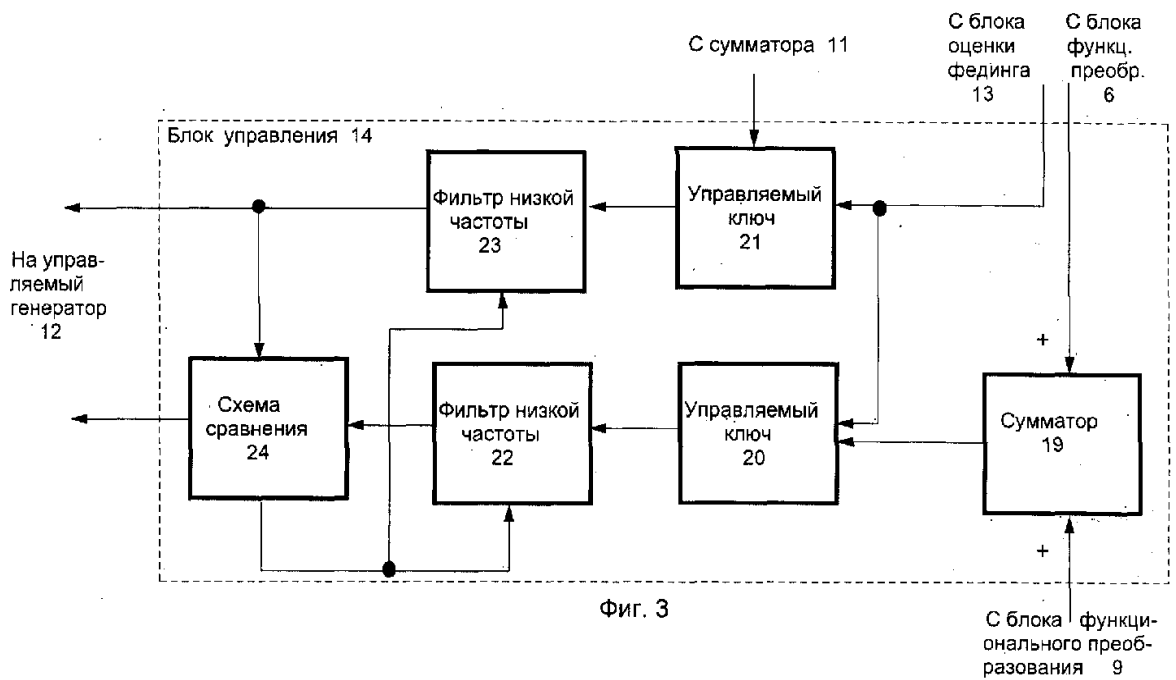 С сумматора 11
С блока
оценки
фединга
13
С блока
функц.
преобр.
6
Блок управления 14
Фильтр низкой
частоты
23
Управляемый
ключ
21
На управ-
ляемый
генератор
12
+
Схема
сравнения
24
Фильтр низкой
частоты
22
Управляемый
ключ
20
Сумматор
19
+
Фиг. 3
С блока функци-
онального преоб-
разования 9